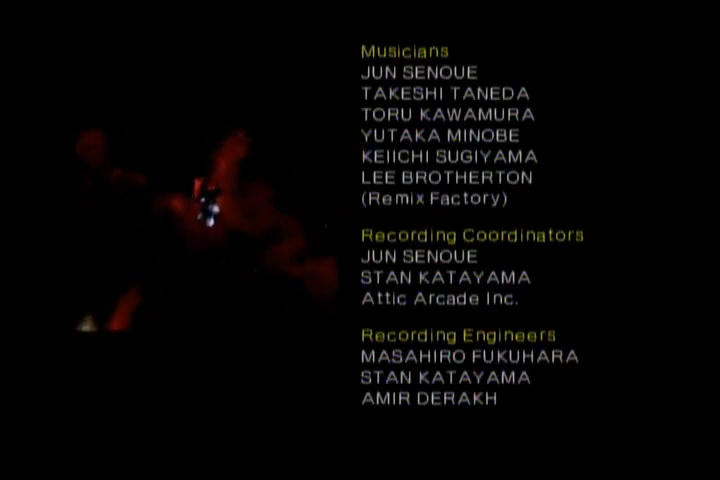 Musicians
JUN SENOUE
TAKESHI TANEDA
TORU KAWAMURA
YUTAKA MINOBE
KEIICHI SUGIYAMA
LEE BROTHERTON
(Remix Factory)
Recording Coordinators
JUN SENOUE
STAN KATAYAMA
Attic Arcade Inc.
Recording Engineers
MASAHIRO FUKUHARA
STAN KATAYAMA
AMIR DERAKH